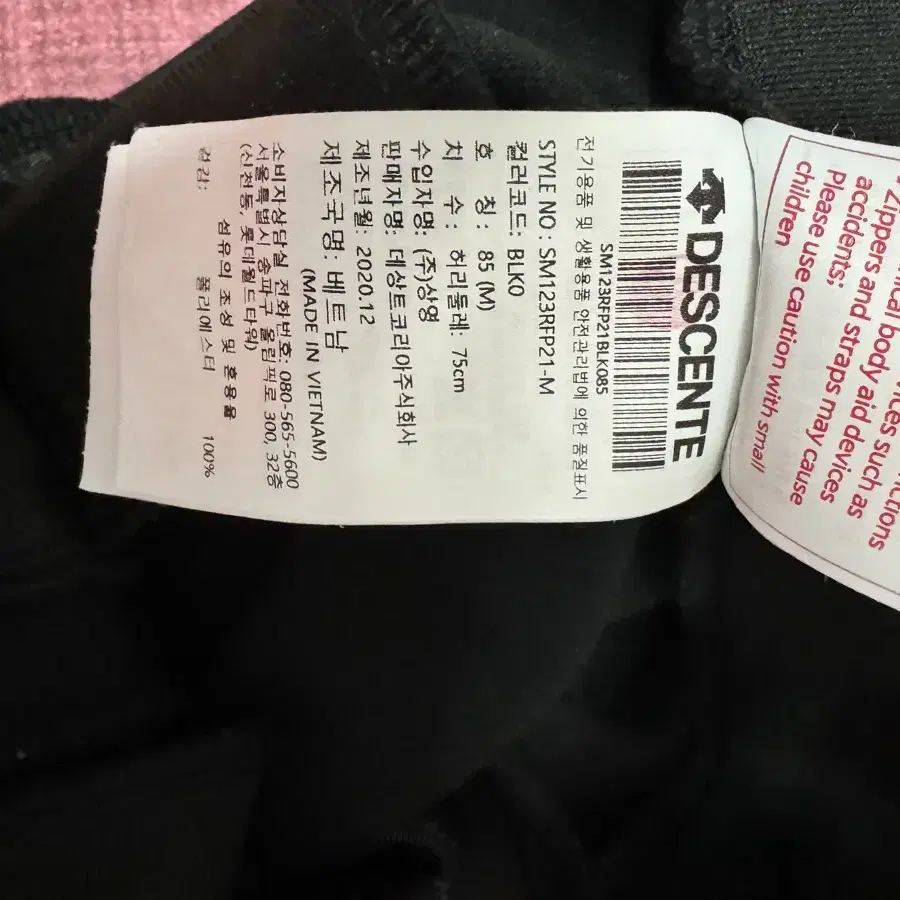 DESCENTE
SM123RFP21BLK085
전기용품 및 생활용품 안전관리법에 의한 품질표시
STYLE NO : SM123RFP21-M
컬러코드: BLK0
호 칭 : 85 (M)
치 수 : 허리둘레: 75cm
수입자명: (주)상영
판매자명: 데상트코리아주식회사
제조년월: 2020.12
제조국명: 베트남
(MADE IN VIETNAM)
소비자상담실 전화번호: 080-565-5600
서울특별시 송파구 올림픽로 300, 32층
(신천동, 롯데월드타워)
섬유의 조성 및 혼용율
겉감: 폴리에스터 100%
body aid devices
Zippers and straps may cause
accidents;
Please use caution with small
children